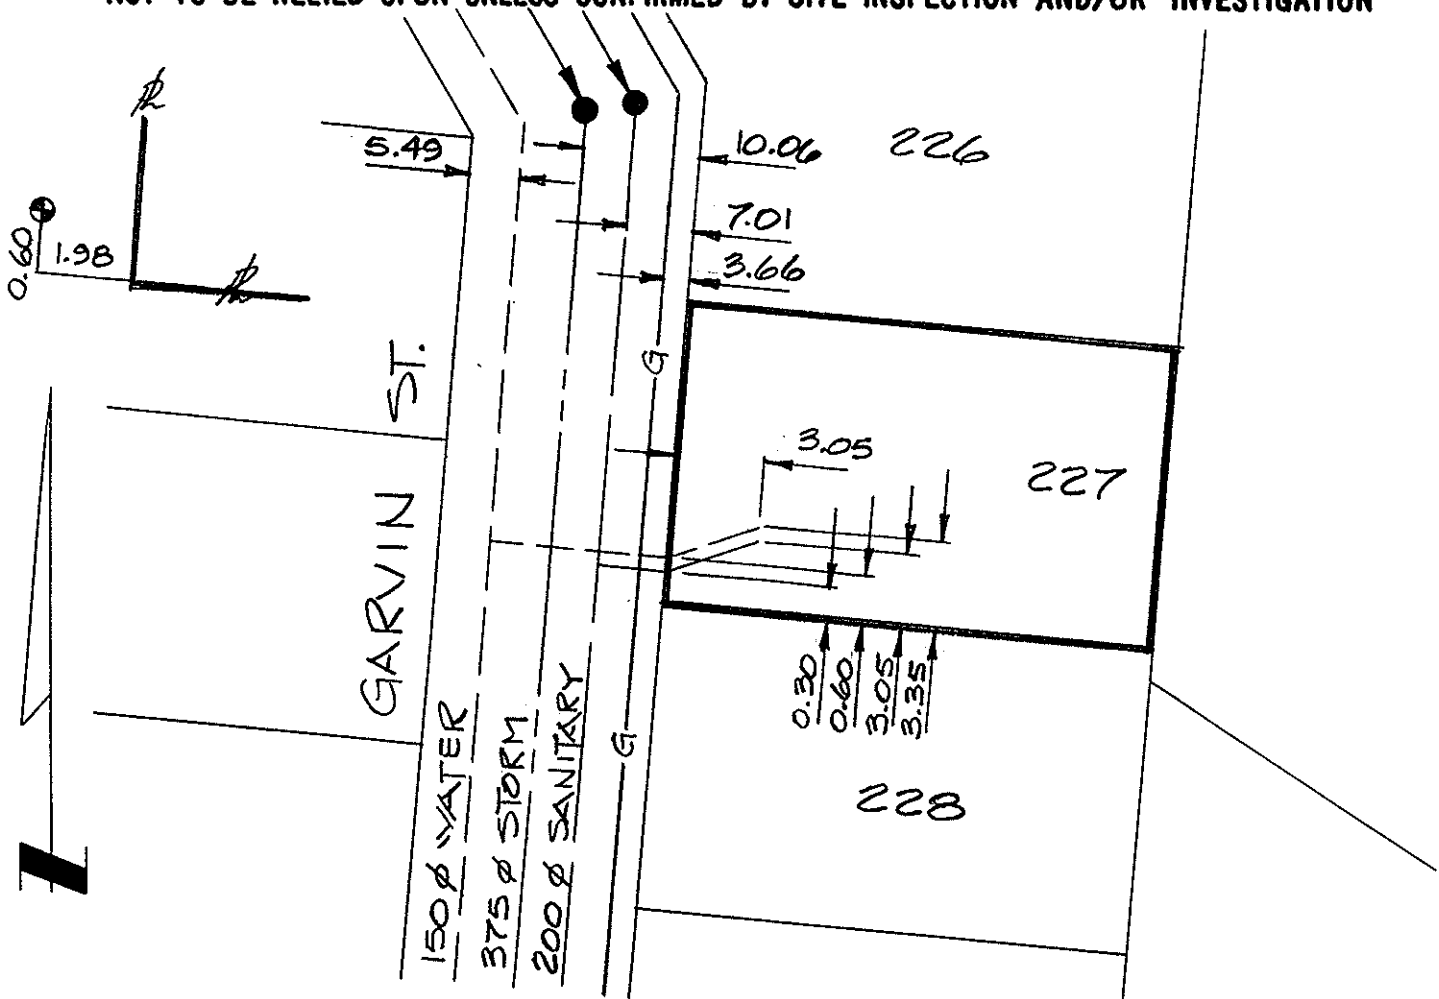 NOT TO BE RELIED UPON UNLESS CONFIRMED BY SITE INSPECTION AND/OR INVESTIGATION
PL
5.49
10.06
226
7.01
0.60
1.98
PL
3.66
G
3.05
227
GARVIN ST.
0.30
0.60
3.05
3.35
G
150 Ø WATER
375 Ø STORM
200 Ø SANITARY
228